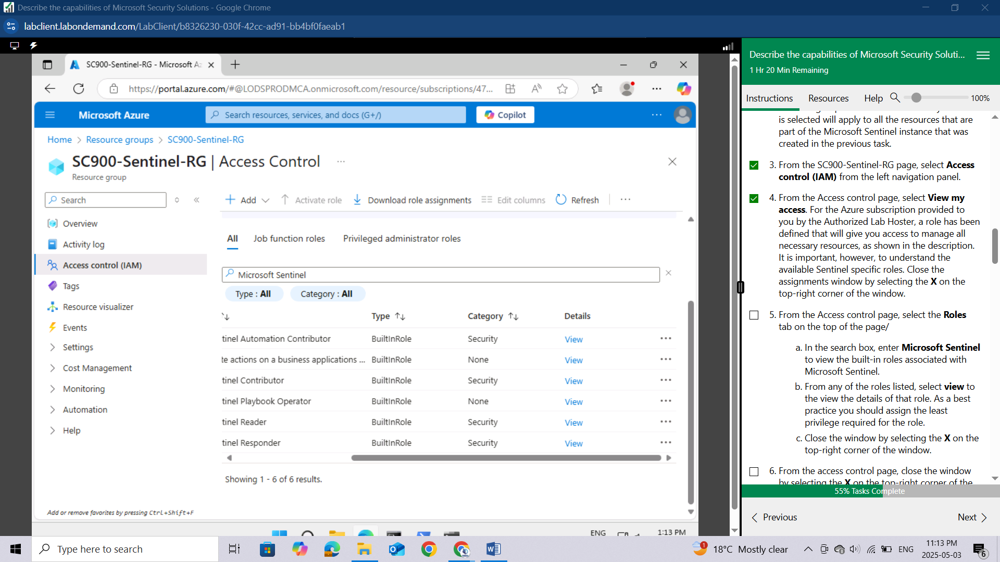 Describe the capabilities of Microsoft Security Solutions - Google Chrome
labclient.labondemand.com/LabClient/b8326230-030f-42cc-ad91-bb4bf0faeab1
SC900-Sentinel-RG - Microsoft Az
https://portal.azure.com/#@LODSPRODMCA.onmicrosoft.com/resource/subscriptions/47...
Microsoft Azure
Search resources, services, and docs (G+/)
Copilot
Home > Resource groups > SC900-Sentinel-RG
SC900-Sentinel-RG | Access Control
Resource group
Search
Add
Activate role
Download role assignments
Edit columns
Refresh
Overview
Activity log
Access control (IAM)
Tags
Resource visualizer
Events
Settings
Cost Management
Monitoring
Automation
Help
All
Job function roles
Privileged administrator roles
Microsoft Sentinel
Type : All
Category : All
Type
Category
Details
tinel Automation Contributor BuiltInRole Security View
te actions on a business applications ... BuiltInRole None View
tinel Contributor BuiltInRole Security View
tinel Playbook Operator BuiltInRole None View
tinel Reader BuiltInRole Security View
tinel Responder BuiltInRole Security View
Showing 1 - 6 of 6 results.
Add or remove favorites by pressing Ctrl+Shift+F
ENG
1:13 PM
Describe the capabilities of Microsoft Security Soluti...
1 Hr 20 Min Remaining
Instructions
Resources
Help
100%
is selected will apply to all the resources that are
part of the Microsoft Sentinel instance that was
created in the previous task.
3. From the SC900-Sentinel-RG page, select Access
control (IAM) from the left navigation panel.
4. From the Access control page, select View my
access. For the Azure subscription provided to
you by the Authorized Lab Hoster, a role has been
defined that will give you access to manage all
necessary resources, as shown in the description.
It is important, however, to understand the
available Sentinel specific roles. Close the
assignments window by selecting the X on the
top-right corner of the window.
5. From the Access control page, select the Roles
tab on the top of the page/
a. In the search box, enter Microsoft Sentinel
to view the built-in roles associated with
Microsoft Sentinel.
b. From any of the roles listed, select view to
the view the details of that role. As a best
practice you should assign the least
privilege required for the role.
c. Close the window by selecting the X on the
top-right corner of the window.
6. From the access control page, close the window
by selecting the X on the top-right corner of the
55% Tasks Complete
Previous
Next
Type here to search
1
18°C Mostly clear
ENG
11:13 PM
2025-05-03
6